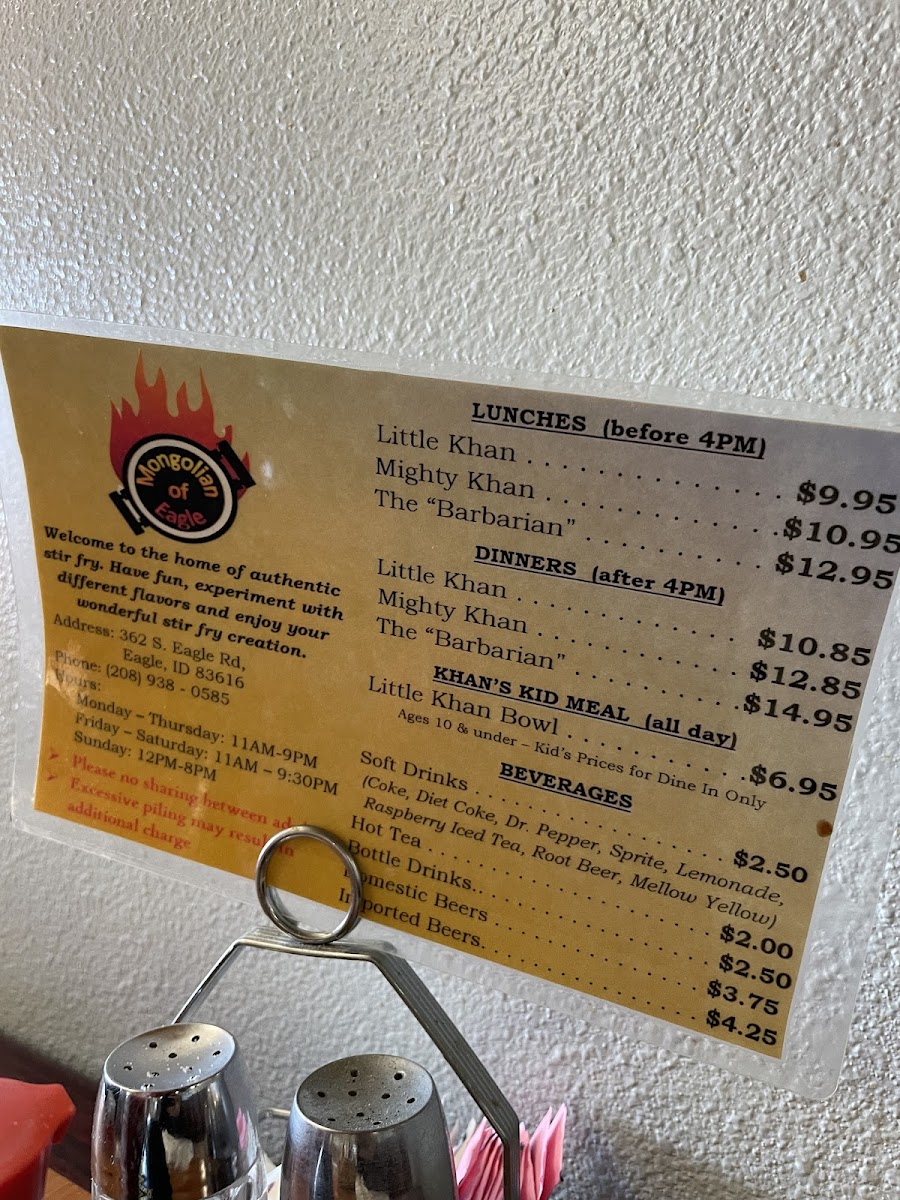 Mongolian
of
Eagle
Welcome to the home of authentic
stir fry. Have fun, experiment with
different flavors and enjoy your
wonderful stir fry creation.
Address: 362 S. Eagle Rd,
Eagle, ID 83616
Phone: (208) 938 - 0585
Hours:
Monday – Thursday: 11AM-9PM
Friday – Saturday: 11AM – 9:30PM
Sunday: 12PM-8PM
➢ Please no sharing between
➢ Excessive piling may result in
additional charge
LUNCHES (before 4PM)
Little Khan . . . . . . . . . . . . . . . . . $9.95
Mighty Khan . . . . . . . . . . . . . . . . $10.95
The "Barbarian" . . . . . . . . . . . . . $12.95
DINNERS (after 4PM)
Little Khan . . . . . . . . . . . . . . . . $10.85
Mighty Khan . . . . . . . . . . . . . . . $12.85
The "Barbarian" . . . . . . . . . . . . . $14.95
KHAN'S KID MEAL (all day)
Little Khan Bowl . . . . . . . . . . . . . $6.95
Ages 10 & under – Kid's Prices for Dine In Only
BEVERAGES
Soft Drinks . . . . . . . . . . . . . . . . $2.50
(Coke, Diet Coke, Dr. Pepper, Sprite, Lemonade,
Raspberry Iced Tea, Root Beer, Mellow Yellow)
Hot Tea . . . . . . . . . . . . . . . . . . $2.00
Bottle Drinks.. . . . . . . . . . . . . . . $2.50
Domestic Beers . . . . . . . . . . . . . . $3.75
Imported Beers. . . . . . . . . . . . . . $4.25